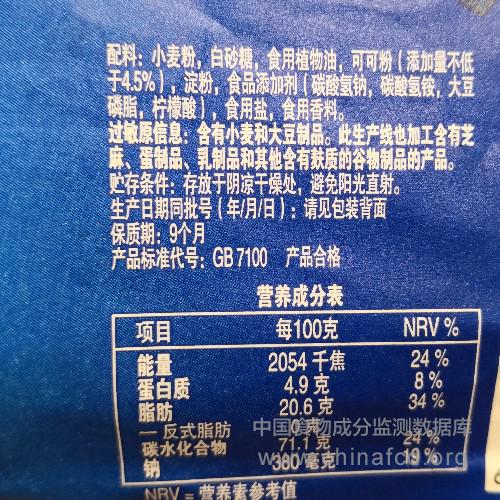 配料：小麦粉，白砂糖，食用植物油，可可粉（添加量不低
于4.5%），淀粉，食品添加剂（碳酸氢钠，碳酸氢铵，大豆
磷脂，柠檬酸），食用盐，食用香料。
过敏原信息：含有小麦和大豆制品。此生产线也加工含有芝
麻、蛋制品、乳制品和其他含有麸质的谷物制品的产品。
贮存条件：存放于阴凉干燥处，避免阳光直射。
生产日期同批号（年/月/日）：请见包装背面
保质期：9个月
产品标准代号：GB 7100 产品合格
营养成分表
项目 每100克 NRV %
能量 2054 千焦 24 %
蛋白质 4.9 克 8 %
脂肪 20.6 克 34 %
— 反式脂肪 0 克
碳水化合物 71.1 克 24 %
钠 380 毫克 19 %
NRV = 营养素参考值
中国食物成分监测数据库
www.chinafcd.org